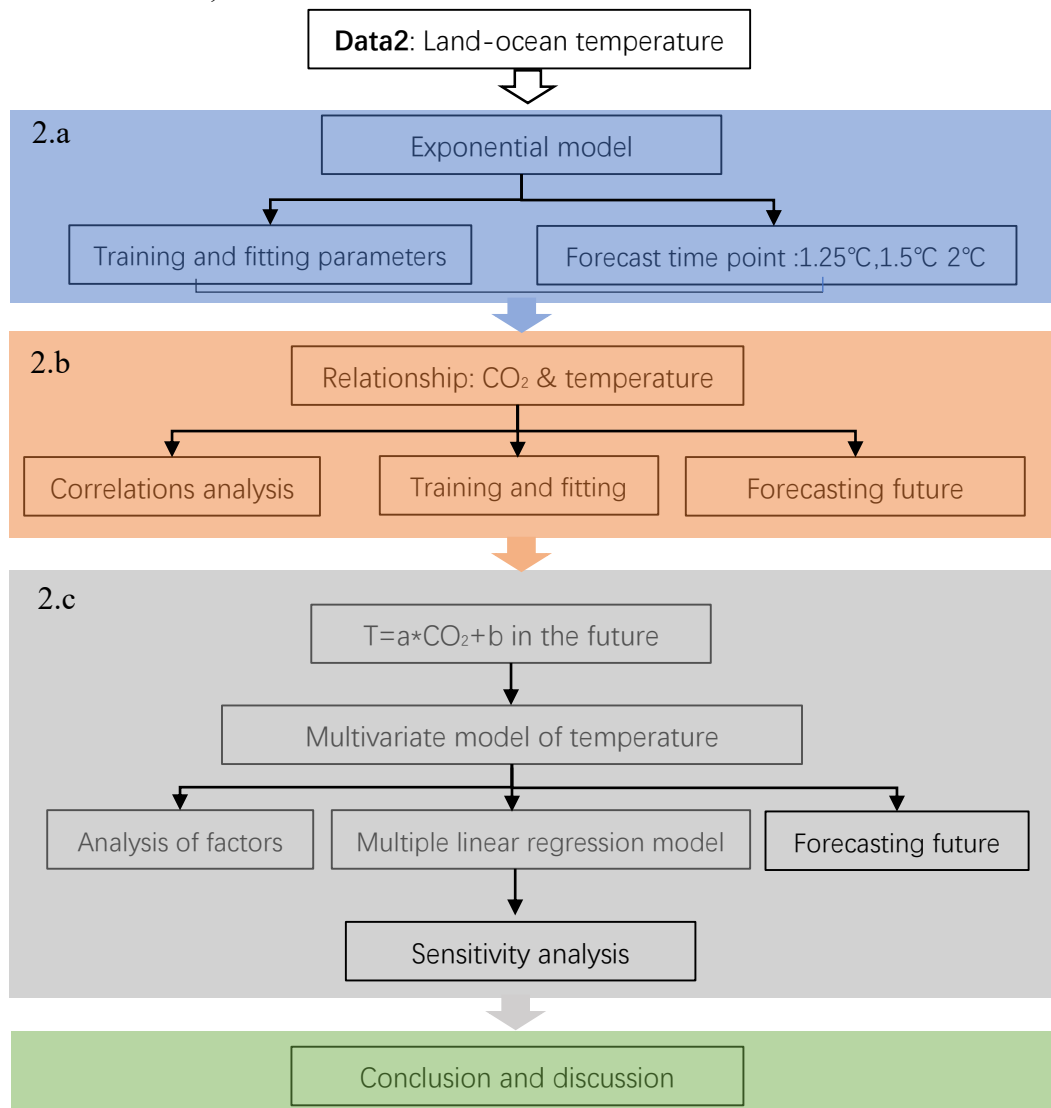 Data2: Land-ocean temperature
2.a
Exponential model
Training and fitting parameters
Forecast time point :1.25℃,1.5℃ 2℃
2.b
Relationship: CO₂ & temperature
Correlations analysis
Training and fitting
Forecasting future
2.c
T=a*CO₂+b in the future
Multivariate model of temperature
Analysis of factors
Multiple linear regression model
Forecasting future
Sensitivity analysis
Conclusion and discussion